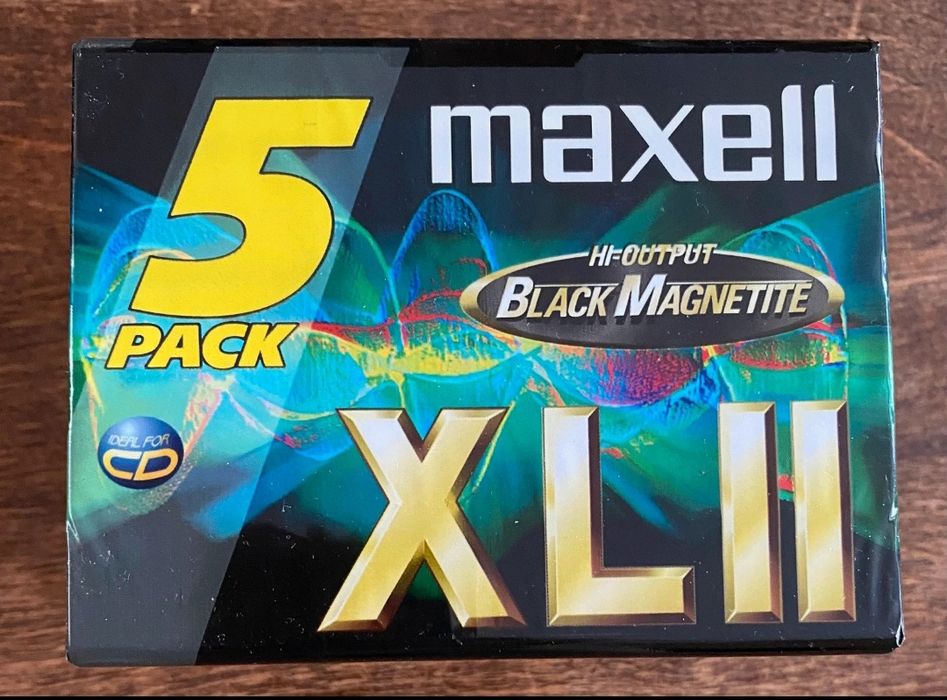 5
PACK
maxell
HI-OUTPUT
BLACK MAGNETITE
IDEAL FOR
CD
XLII